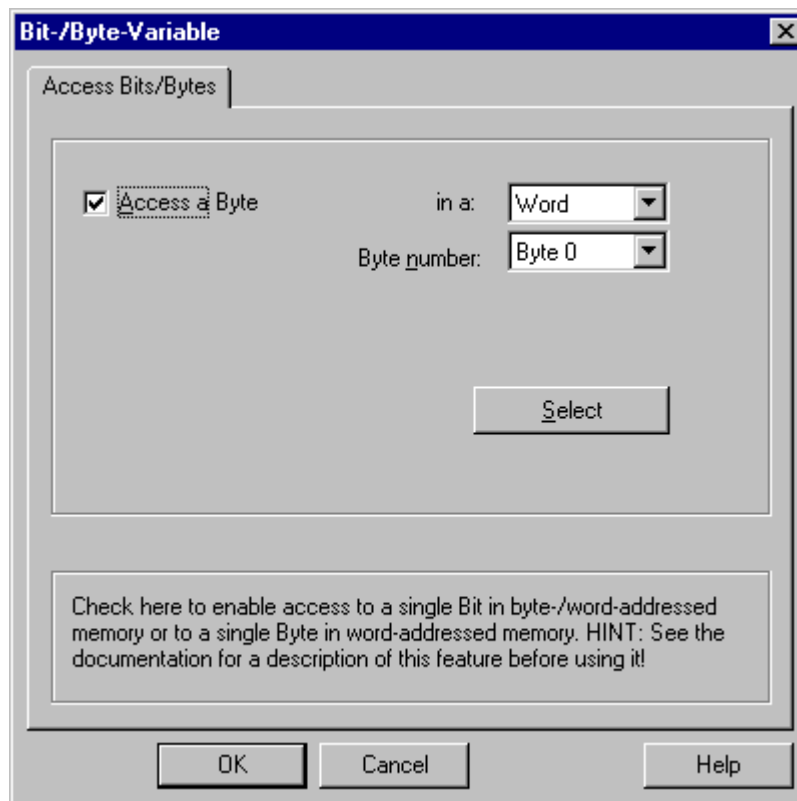 Bit-/Byte-Variable
Access Bits/Bytes
Access a Byte in a: Word
Byte number: Byte 0
Select
Check here to enable access to a single Bit in byte-/word-addressed
memory or to a single Byte in word-addressed memory. HINT: See the
documentation for a description of this feature before using it!
OK Cancel Help